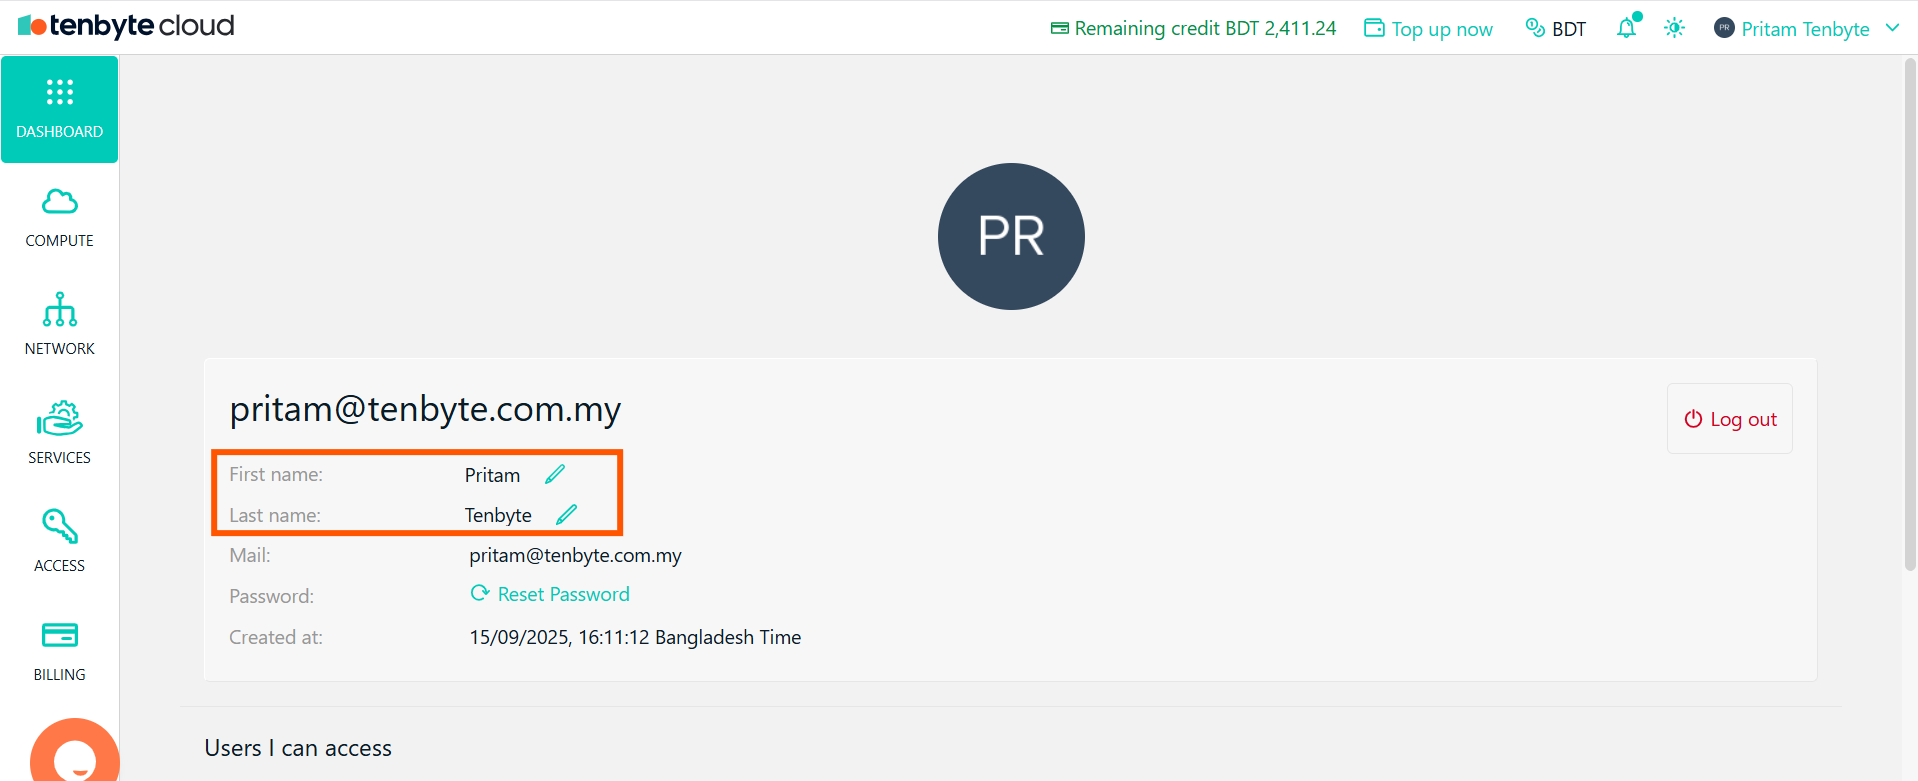 tenbyte cloud
Remaining credit BDT 2,411.24
Top up now
BDT
PR Pritam Tenbyte
DASHBOARD
COMPUTE
NETWORK
SERVICES
ACCESS
BILLING
PR
pritam@tenbyte.com.my
Log out
First name: Pritam
Last name: Tenbyte
Mail: pritam@tenbyte.com.my
Password: Reset Password
Created at: 15/09/2025, 16:11:12 Bangladesh Time
Users I can access